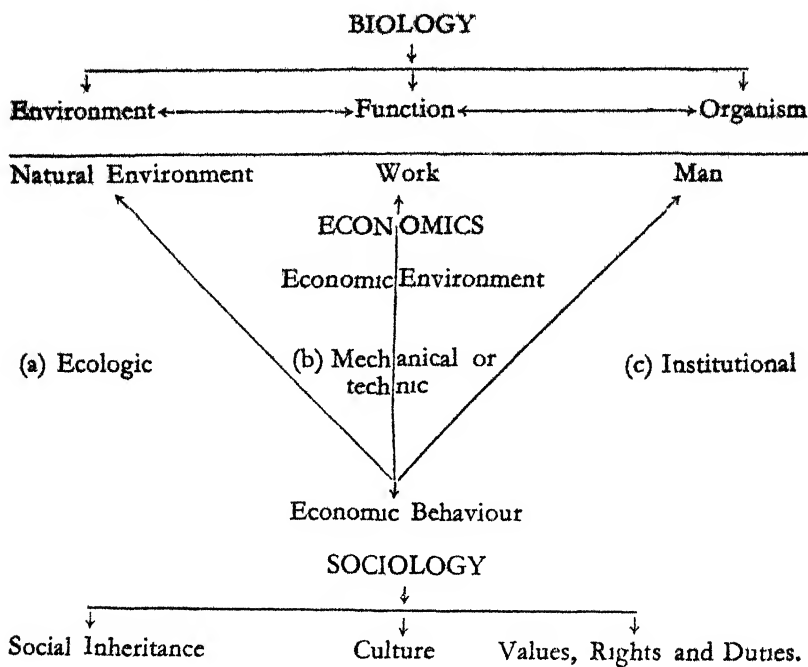 BIOLOGY
Environment Function Organism
Natural Environment Work Man
ECONOMICS
Economic Environment
(a) Ecologic (b) Mechanical or (c) Institutional
technic
Economic Behaviour
SOCIOLOGY
Social Inheritance Culture Values, Rights and Duties.